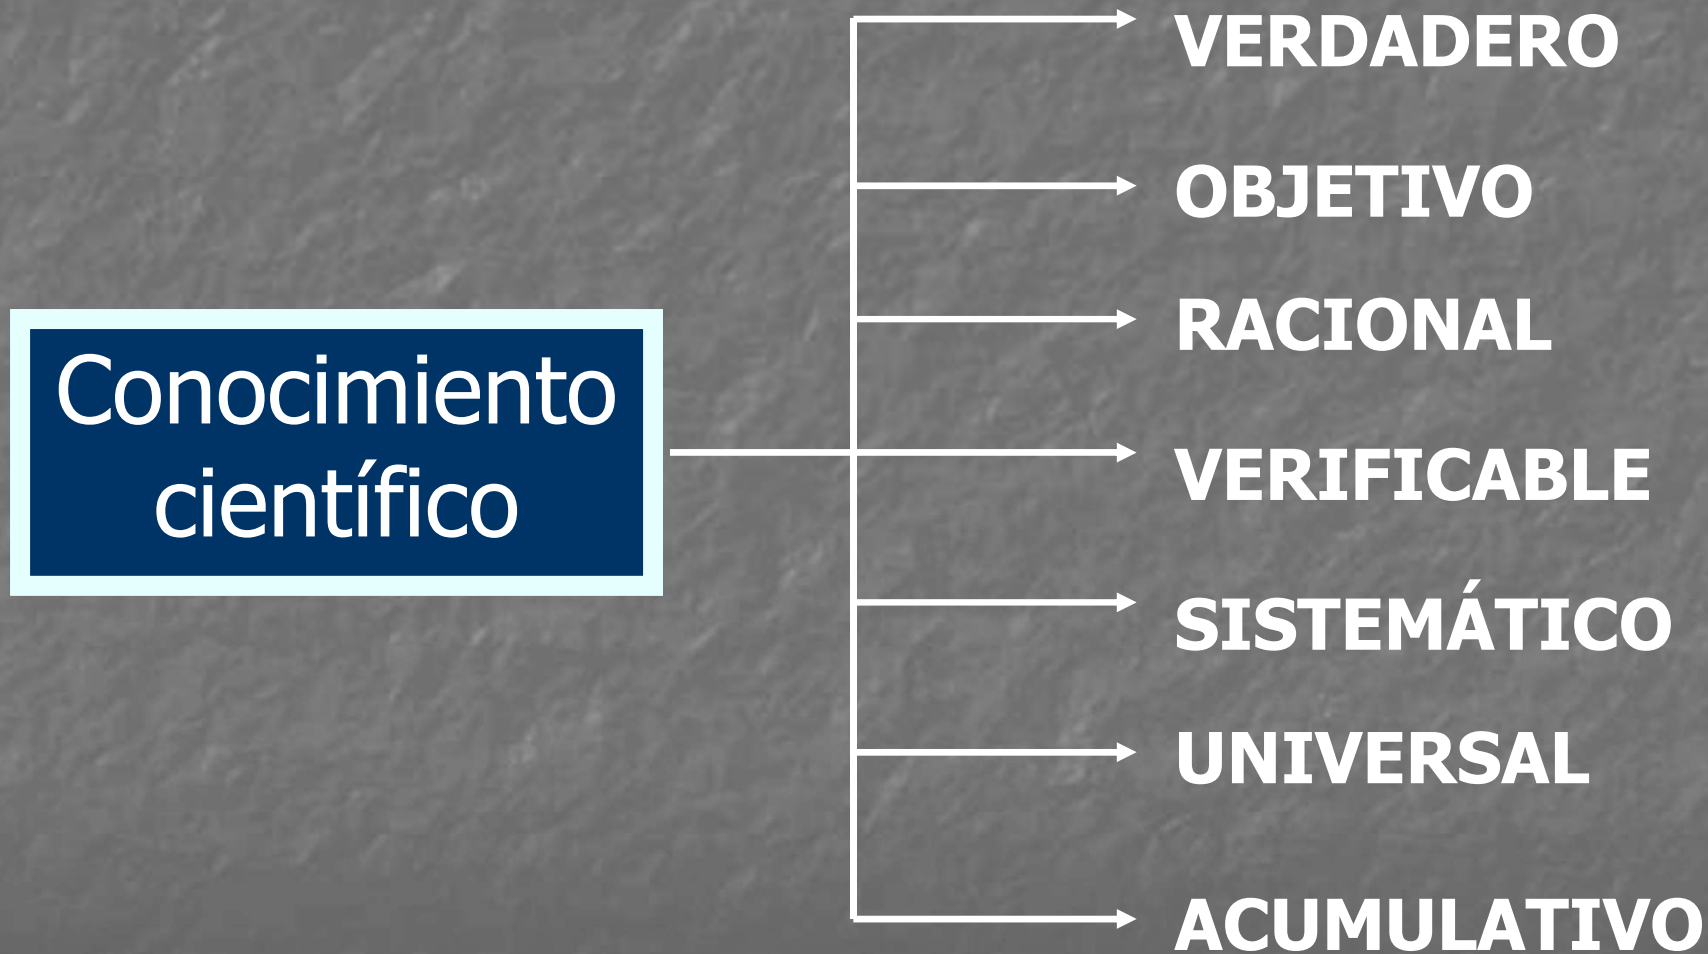 Conocimiento
científico
VERDADERO
OBJETIVO
RACIONAL
VERIFICABLE
SISTEMÁTICO
UNIVERSAL
ACUMULATIVO